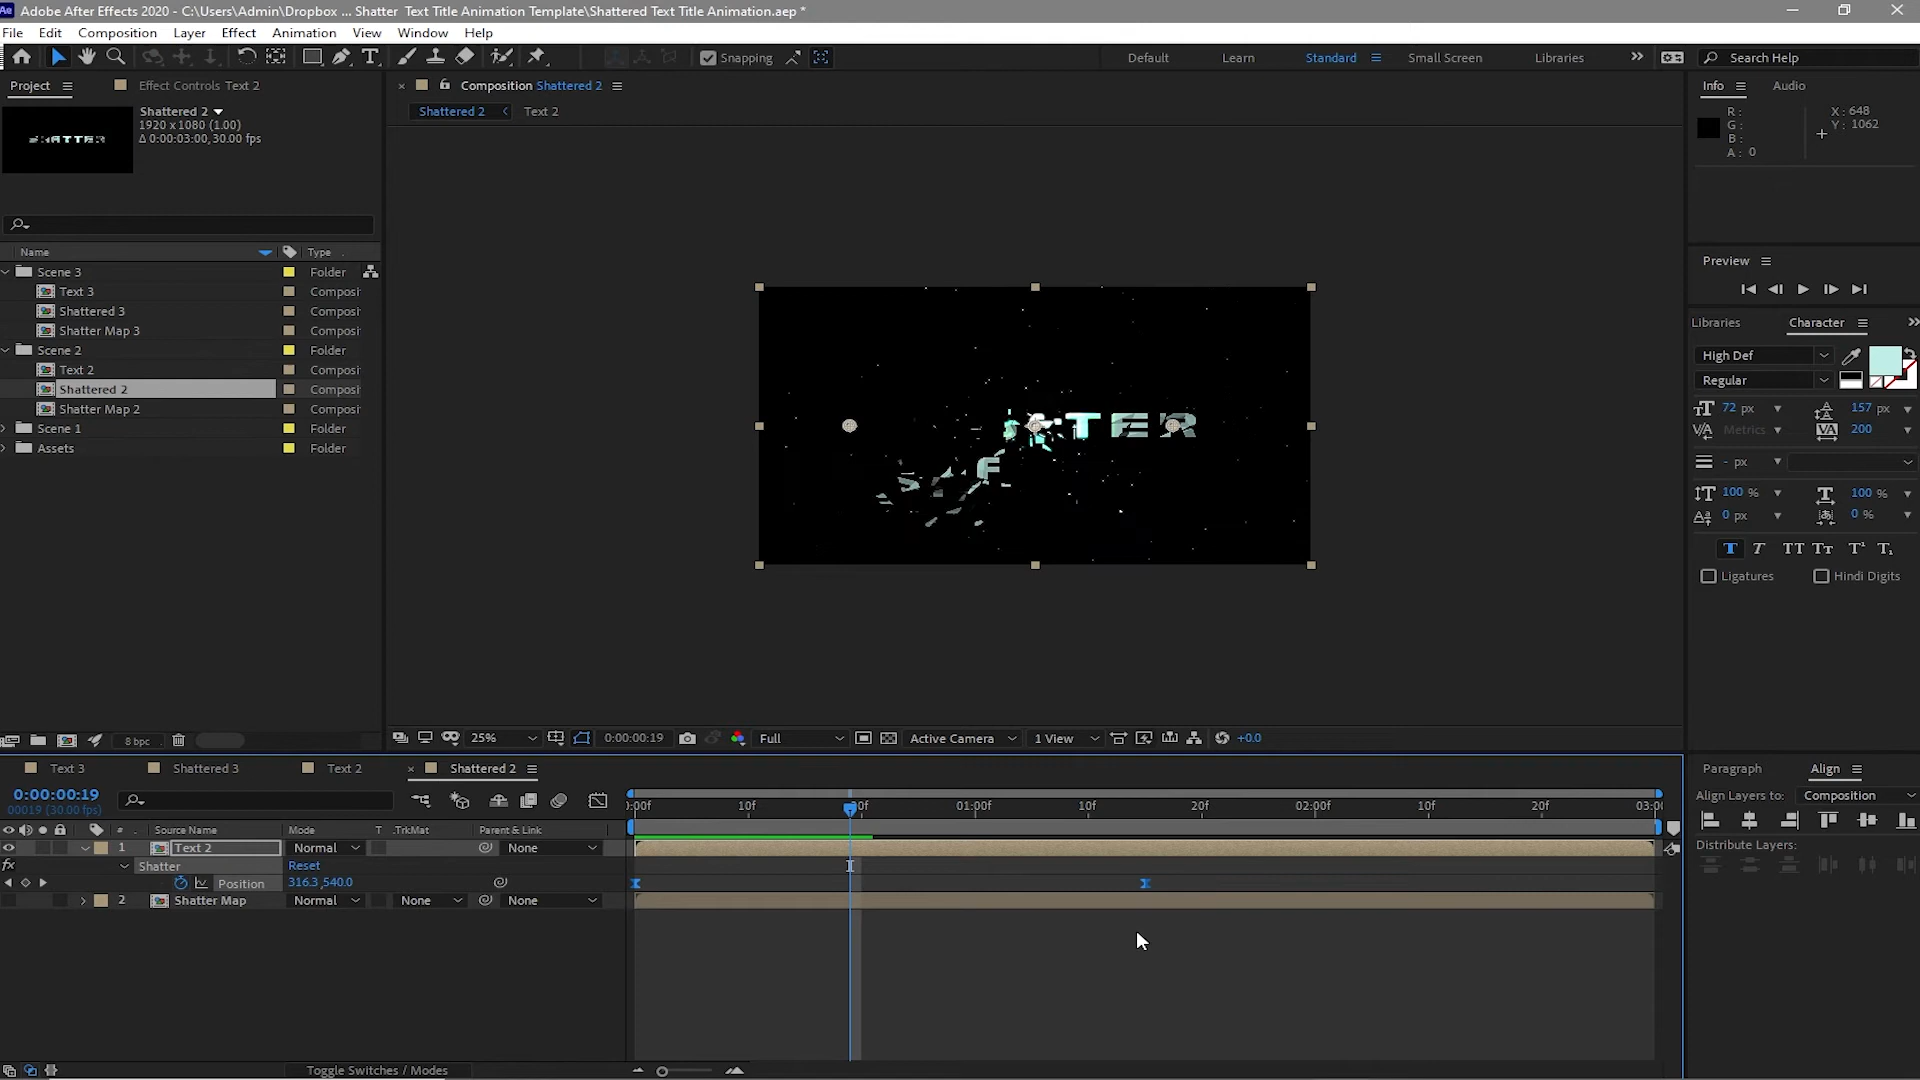 Adobe After Effects 2020 - C:\Users\Admin\Dropbox ... Shatter Text Title Animation Template\Shattered Text Title Animation.aep *
File Edit Composition Layer Effect Animation View Window Help
Snapping Default Learn Standard Small Screen Libraries Search Help
Project Effect Controls Text 2 Composition Shattered 2 Info Audio
Shattered 2 Text 2
Shattered 2
1920 x 1080 (1.00)
Δ 0:00:03:00, 30.00 fps
SHATTER
R :
G :
B :
A : 0
X : 648
Y : 1062
Name Type
Scene 3 Folder
Text 3 Composi
Shattered 3 Composi
Shatter Map 3 Composi
Scene 2 Folder
Text 2 Composi
Shattered 2 Composi
Shatter Map 2 Composi
Scene 1 Folder
Assets Folder
TER
Preview
Libraries Character
High Def
Regular
72 px 157 px
Metrics 200
- px
100 % 100 %
0 px 0 %
T T TT Tr T¹ T₁
Ligatures Hindi Digits
8 bpc 25% 0:00:00:19 Full Active Camera 1 View +0.0
Text 3 Shattered 3 Text 2 Shattered 2 Paragraph Align
0:00:00:19
00019 (30.00 fps)
:00f 10f 20f 01:00f 10f 20f 02:00f 10f 20f 03:0
Align Layers to: Composition
# Source Name Mode T .TrkMat Parent & Link
1 Text 2 Normal None
Distribute Layers:
fx Shatter Reset
Position 316.3 ,540.0
2 Shatter Map Normal None None
Toggle Switches / Modes